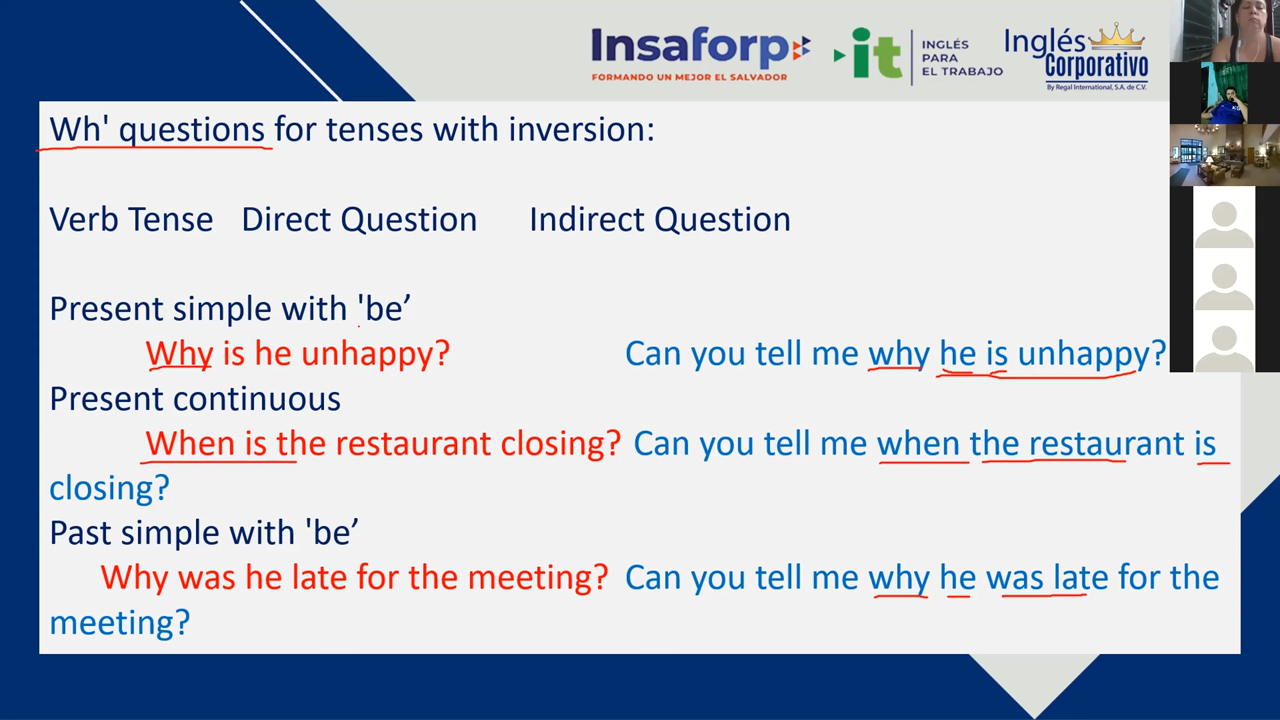 Insaforp
FORMANDO UN MEJOR EL SALVADOR
it
INGLÉS
PARA
EL TRABAJO
Inglés
Corporativo
By Regal International, S.A. de C.V.
Wh' questions for tenses with inversion:
Verb Tense Direct Question Indirect Question
Present simple with 'be’
Why is he unhappy? Can you tell me why he is unhappy?
Present continuous
When is the restaurant closing? Can you tell me when the restaurant is
closing?
Past simple with 'be’
Why was he late for the meeting? Can you tell me why he was late for the
meeting?